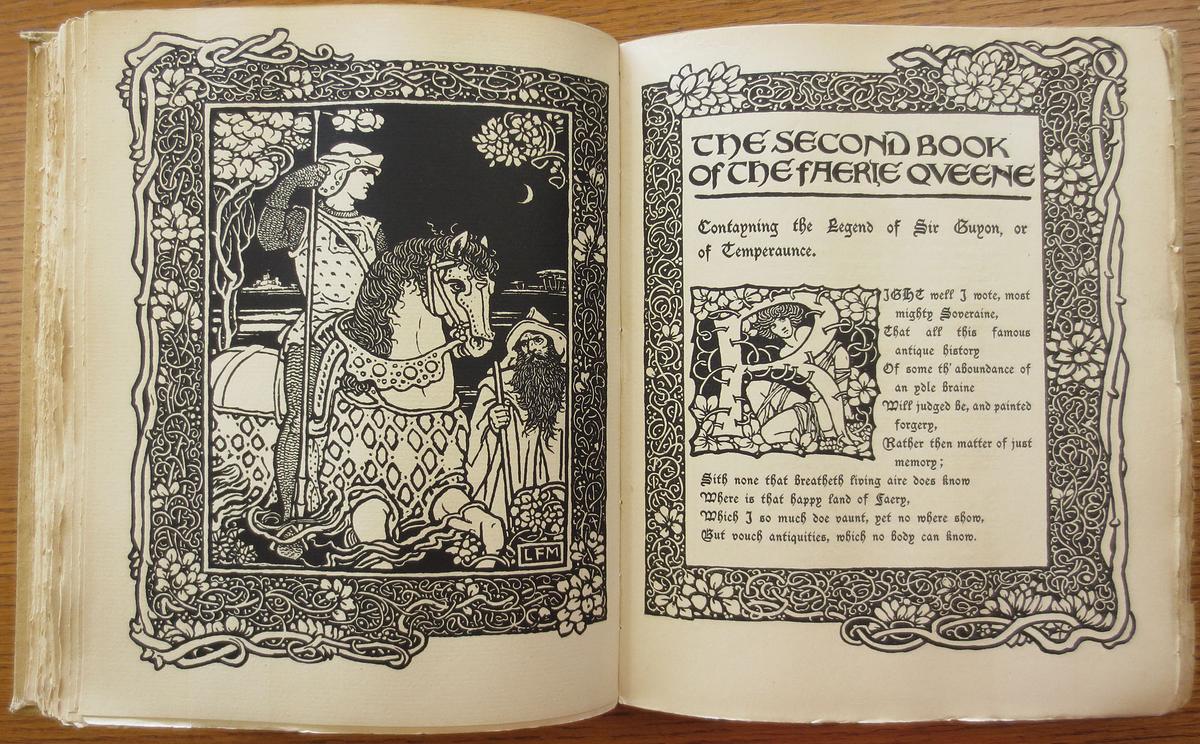 LFM
THE SECOND BOOK
OF THE FAERIE QVEENE
Contayning the Legend of Sir Guyon, or
of Temperaunce.
RIGHT well I wote, most
mighty Soveraine,
That all this famous
antique history
Of some th' aboundance of
an ydle braine
Will judged be, and painted
forgery,
Rather then matter of just
memory;
Sith none that breatheth living aire does know
Where is that happy land of Faery,
Which I so much doe vaunt, yet no where show,
But vouch antiquities, which no body can know.